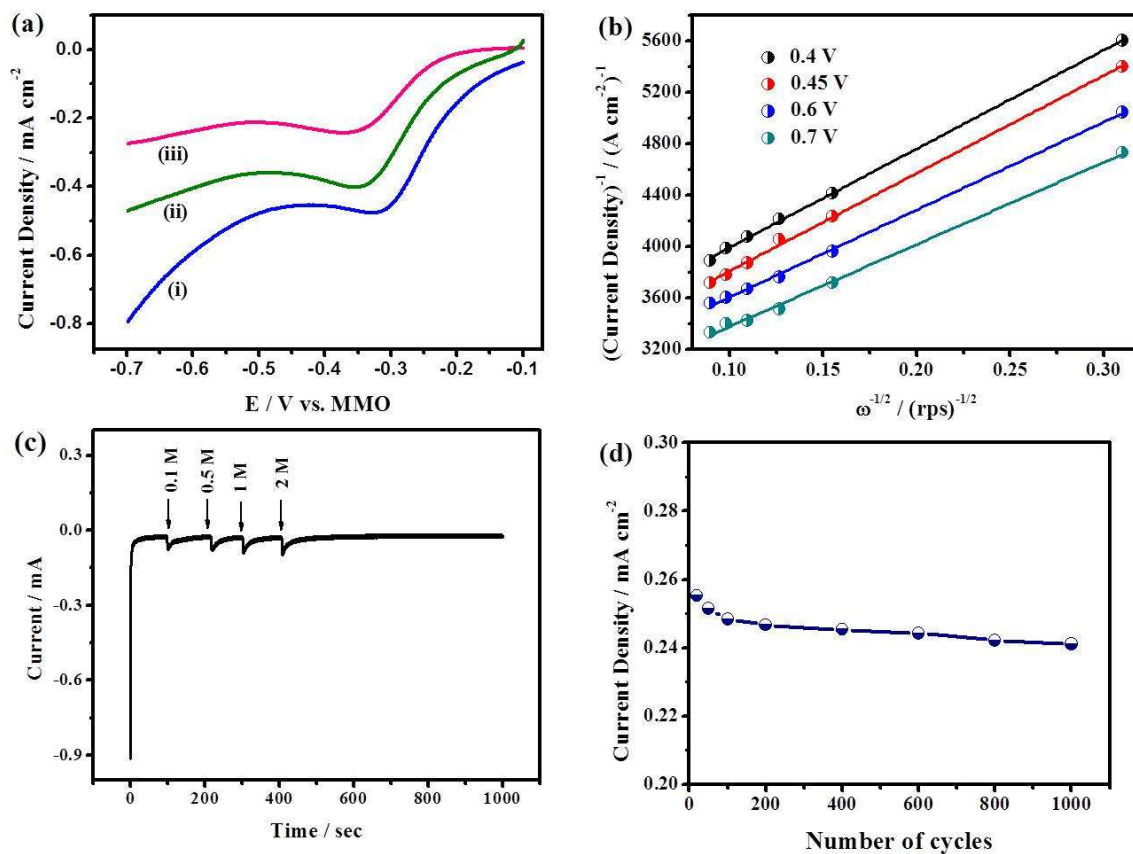 (a)
0.0
-0.2
-0.4
-0.6
-0.8
Current Density / mA cm⁻²
(iii)
(ii)
(i)
-0.7 -0.6 -0.5 -0.4 -0.3 -0.2 -0.1
E / V vs. MMO
(b)
5600
5200
4800
4400
4000
3600
3200
(Current Density)⁻¹ / (A cm⁻²)⁻¹
0.4 V
0.45 V
0.6 V
0.7 V
0.10 0.15 0.20 0.25 0.30
ω⁻¹/² / (rps)⁻¹/²
(c)
0.3
0.0
-0.3
-0.6
-0.9
Current / mA
0.1 M
0.5 M
1 M
2 M
0 200 400 600 800 1000
Time / sec
(d)
0.30
0.28
0.26
0.24
0.22
0.20
Current Density / mA cm⁻²
0 200 400 600 800 1000
Number of cycles